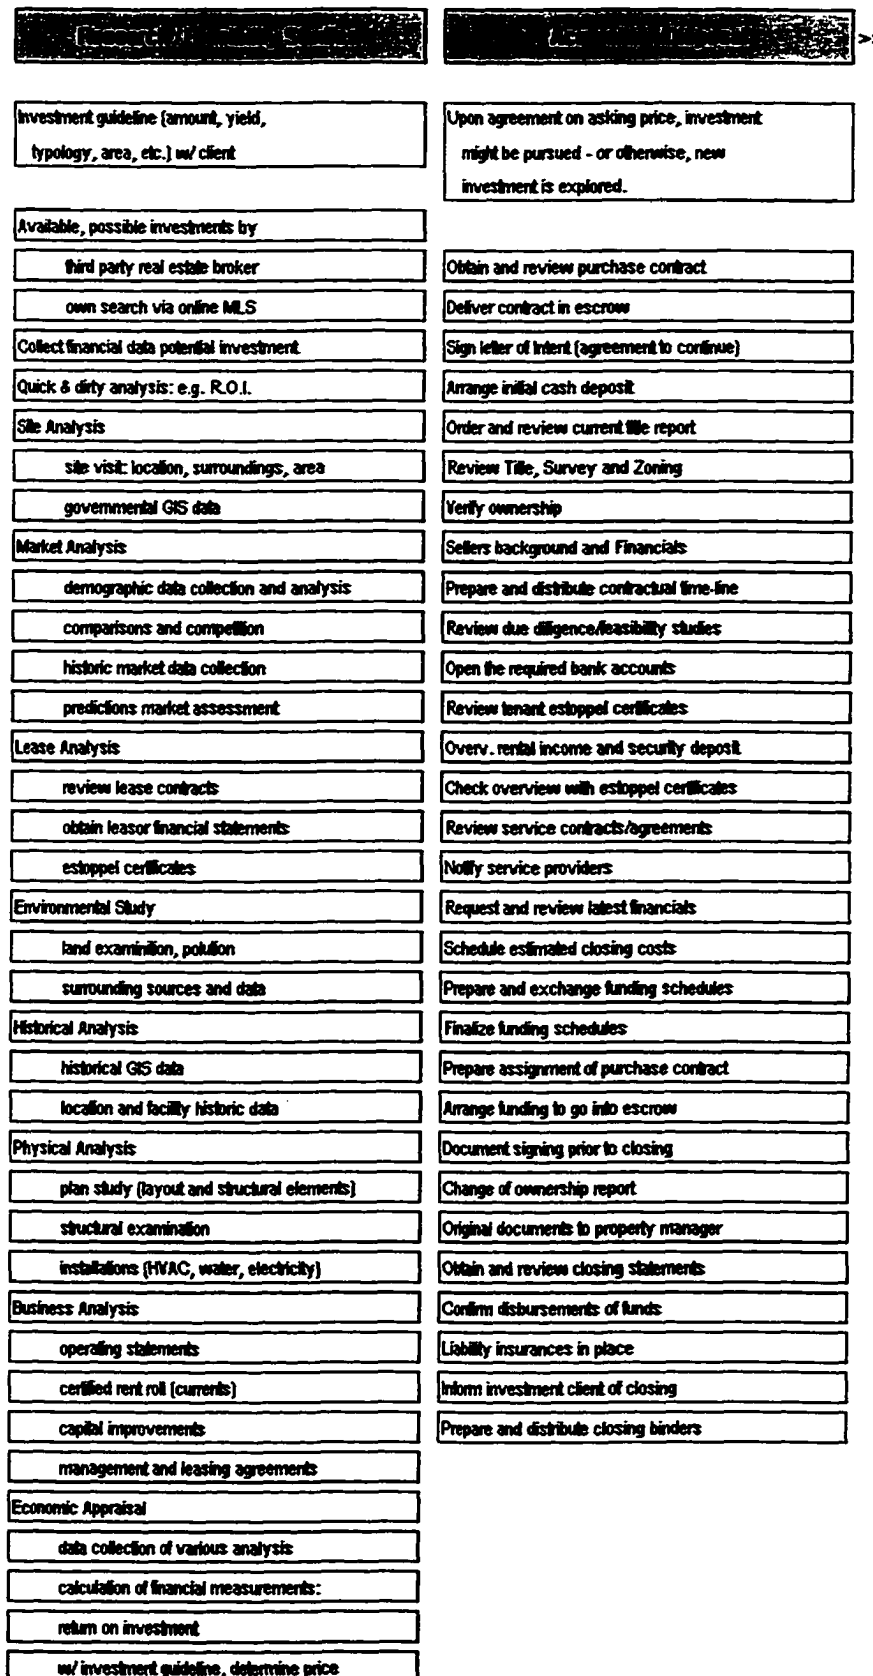 >
Investment guideline (amount, yield,
typology, area, etc.) w/ client
Available, possible investments by
third party real estate broker
own search via online MLS
Collect financial data potential investment
Quick & dirty analysis: e.g. R.O.I.
Site Analysis
site visit: location, surroundings, area
governmental GIS data
Market Analysis
demographic data collection and analysis
comparisons and competition
historic market data collection
predictions market assessment
Lease Analysis
review lease contracts
obtain leasor financial statements
estoppel certificates
Environmental Study
land examinition, polution
surrounding sources and data
Historical Analysis
historical GIS data
location and facility historic data
Physical Analysis
plan study (layout and structural elements)
structural examination
installations (HVAC, water, electricity)
Business Analysis
operating statements
certified rent roll (currents)
capital improvements
management and leasing agreements
Economic Appraisal
data collection of various analysis
calculation of financial measurements:
return on investment
w/ investment guideline, determine price
Upon agreement on asking price, investment
might be pursued - or otherwise, new
investment is explored.
Obtain and review purchase contract
Deliver contract in escrow
Sign letter of Intent (agreement to continue)
Arrange initial cash deposit
Order and review current title report
Review Title, Survey and Zoning
Verify ownership
Sellers background and Financials
Prepare and distribute contractual time-line
Review due diligence/feasibility studies
Open the required bank accounts
Review tenant estoppel certificates
Overv. rental income and security deposit
Check overview with estoppel certificates
Review service contracts/agreements
Notify service providers
Request and review latest financials
Schedule estimated closing costs
Prepare and exchange funding schedules
Finalize funding schedules
Prepare assignment of purchase contract
Arrange funding to go into escrow
Document signing prior to closing
Change of ownership report
Original documents to property manager
Obtain and review closing statements
Confirm disbursements of funds
Liability insurances in place
Inform investment client of closing
Prepare and distribute closing binders